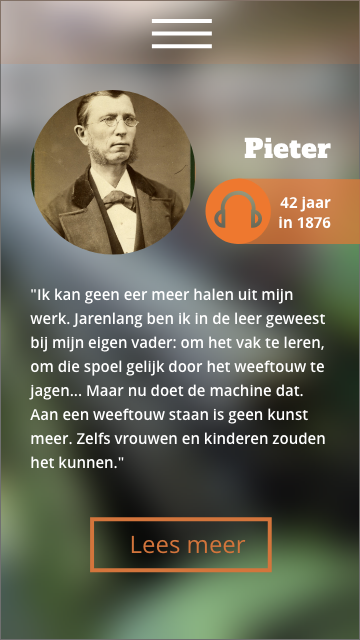 Pieter
42 jaar
in 1876
"Ik kan geen eer meer halen uit mijn
werk. Jarenlang ben ik in de leer geweest
bij mijn eigen vader: om het vak te leren,
om die spoel gelijk door het weeftouw te
jagen... Maar nu doet de machine dat.
Aan een weeftouw staan is geen kunst
meer. Zelfs vrouwen en kinderen zouden
het kunnen."
Lees meer